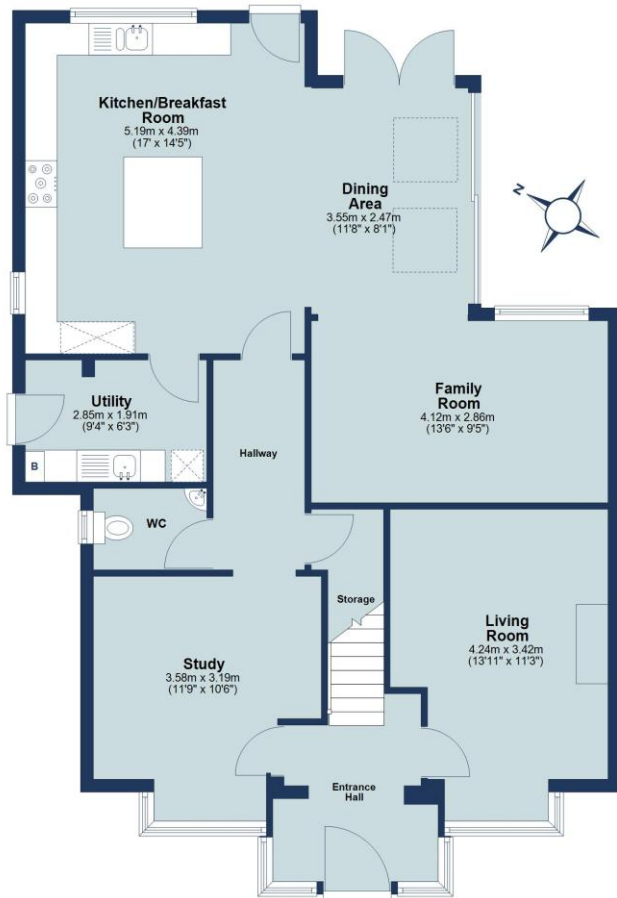 Kitchen/Breakfast
Room
5.19m x 4.39m
(17' x 14'5")
Dining
Area
3.55m x 2.47m
(11'8" x 8'1")
N
Utility
2.85m x 1.91m
(9'4" x 6'3")
B
Hallway
Family
Room
4.12m x 2.86m
(13'6" x 9'5")
WC
Storage
Living
Room
4.24m x 3.42m
(13'11" x 11'3")
Study
3.58m x 3.19m
(11'9" x 10'6")
Entrance
Hall